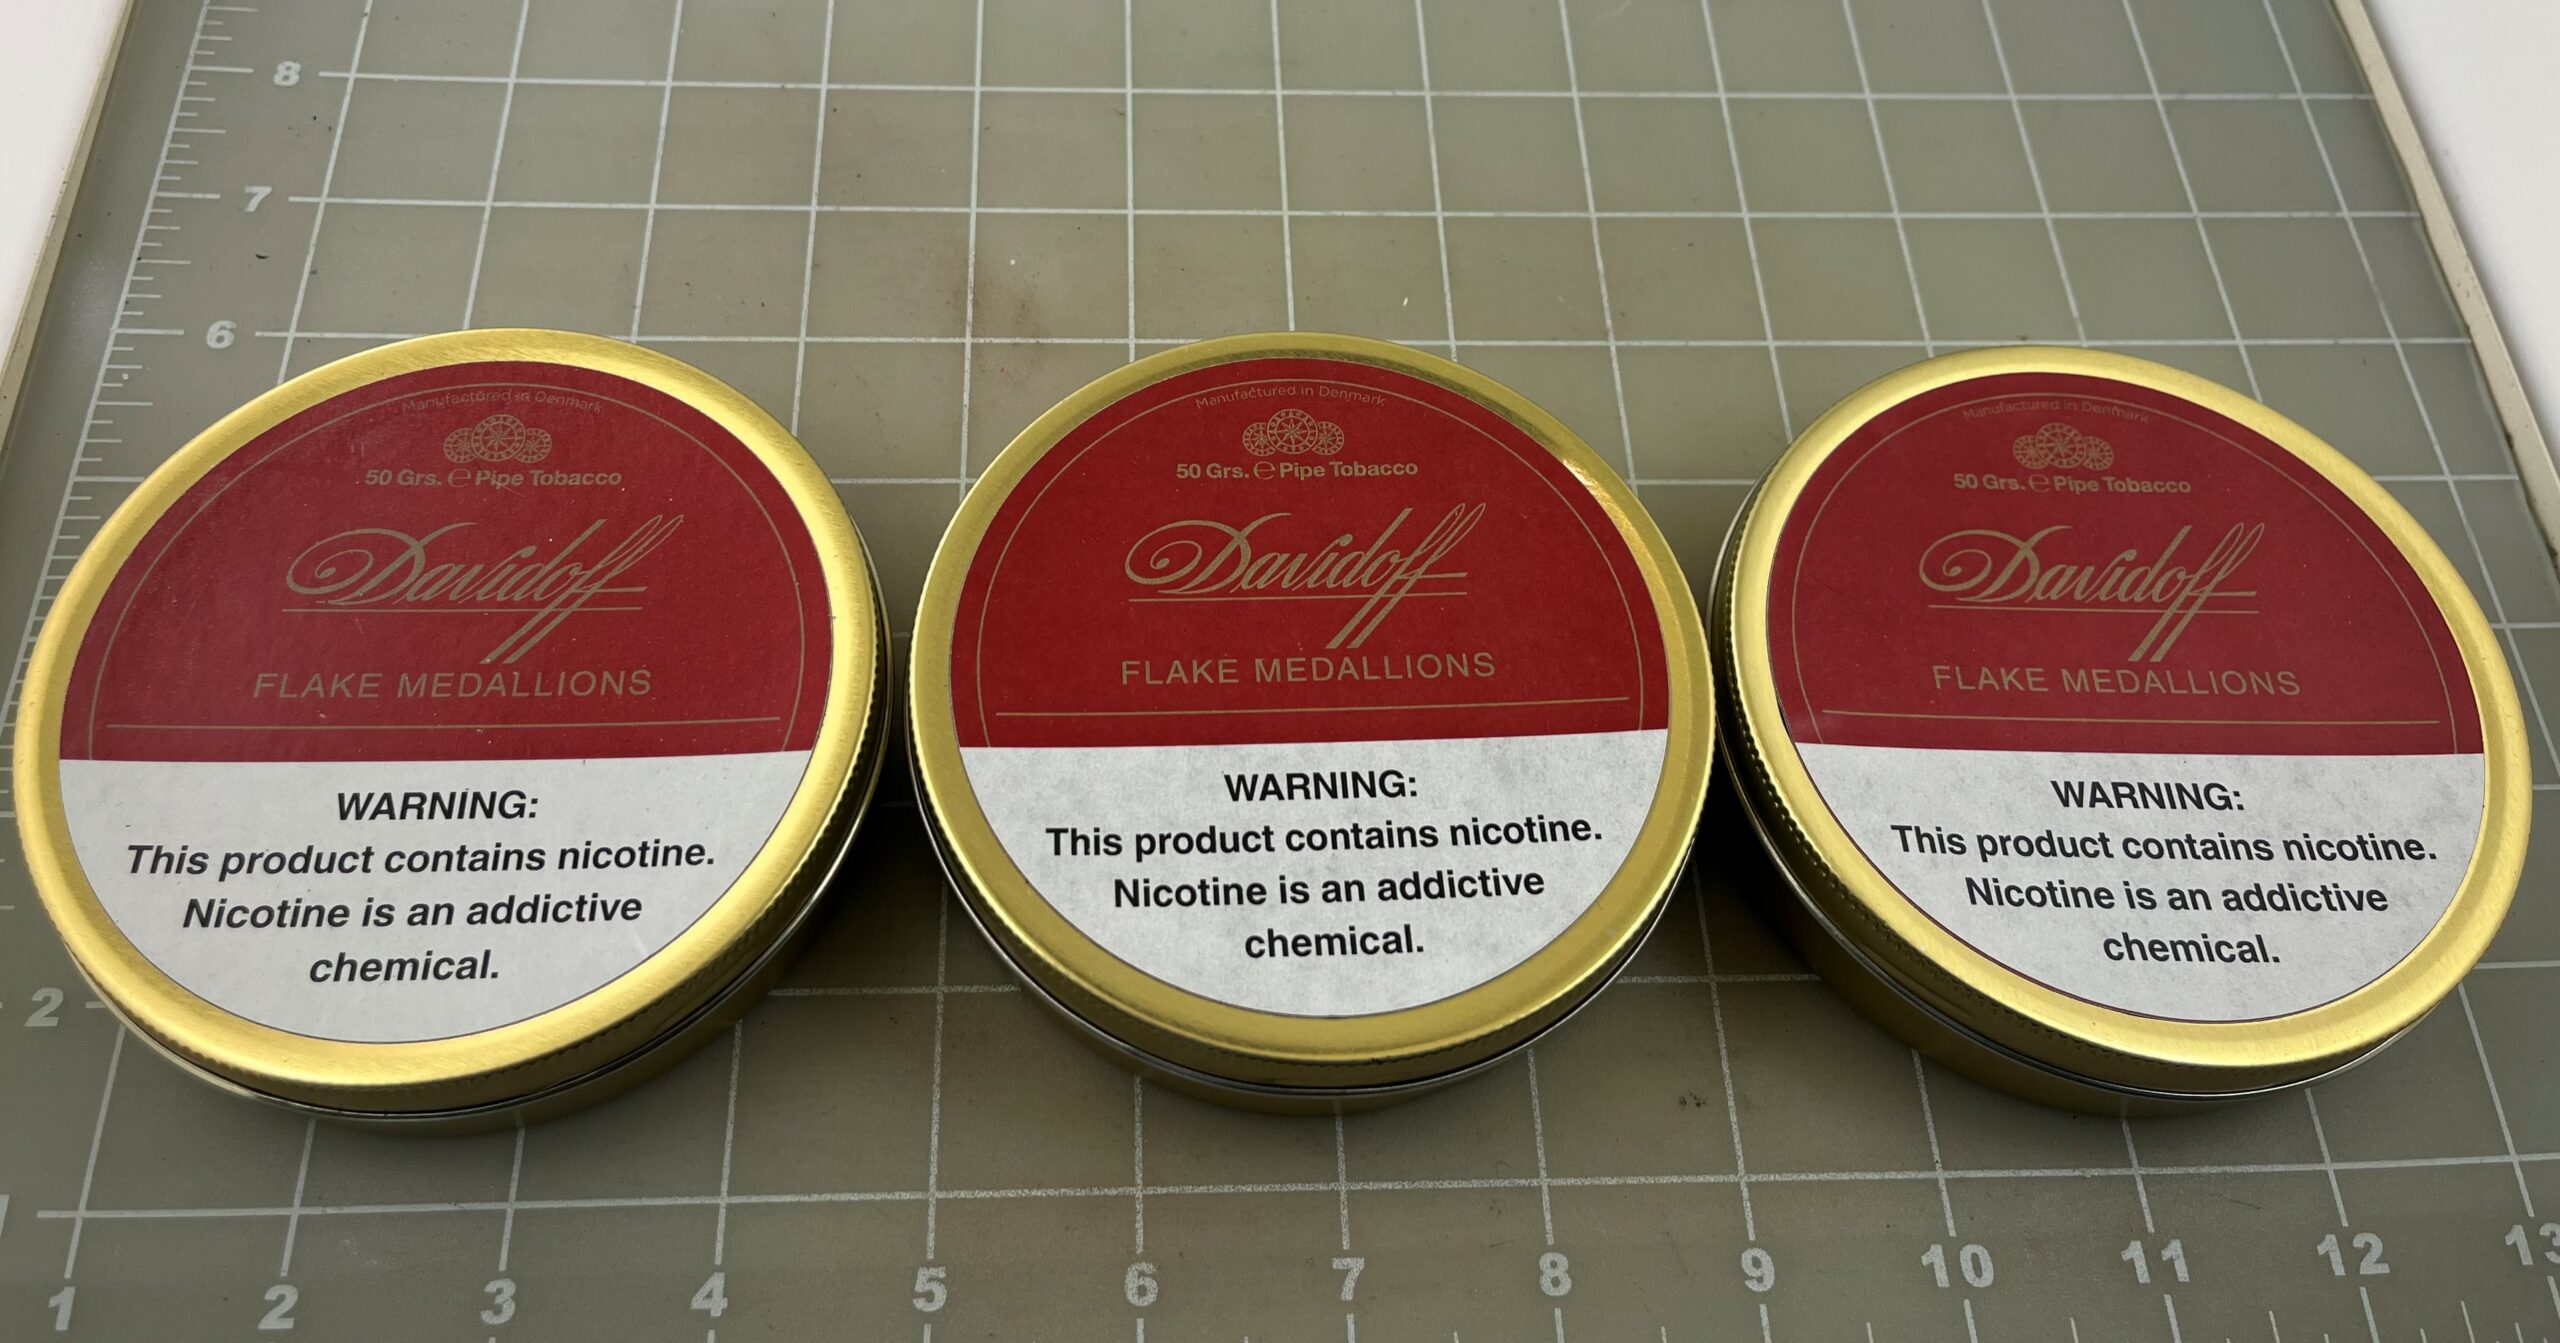 8
7
6
Manufactured in Denmark
50 Grs. ℮ Pipe Tobacco
Davidoff
FLAKE MEDALLIONS
WARNING:
This product contains nicotine.
Nicotine is an addictive
chemical.
Manufactured in Denmark
50 Grs. ℮ Pipe Tobacco
Davidoff
FLAKE MEDALLIONS
WARNING:
This product contains nicotine.
Nicotine is an addictive
chemical.
Manufactured in Denmark
50 Grs. ℮ Pipe Tobacco
Davidoff
FLAKE MEDALLIONS
WARNING:
This product contains nicotine.
Nicotine is an addictive
chemical.
2
1 2 3 4 5 6 7 8 9 10 11 12 13